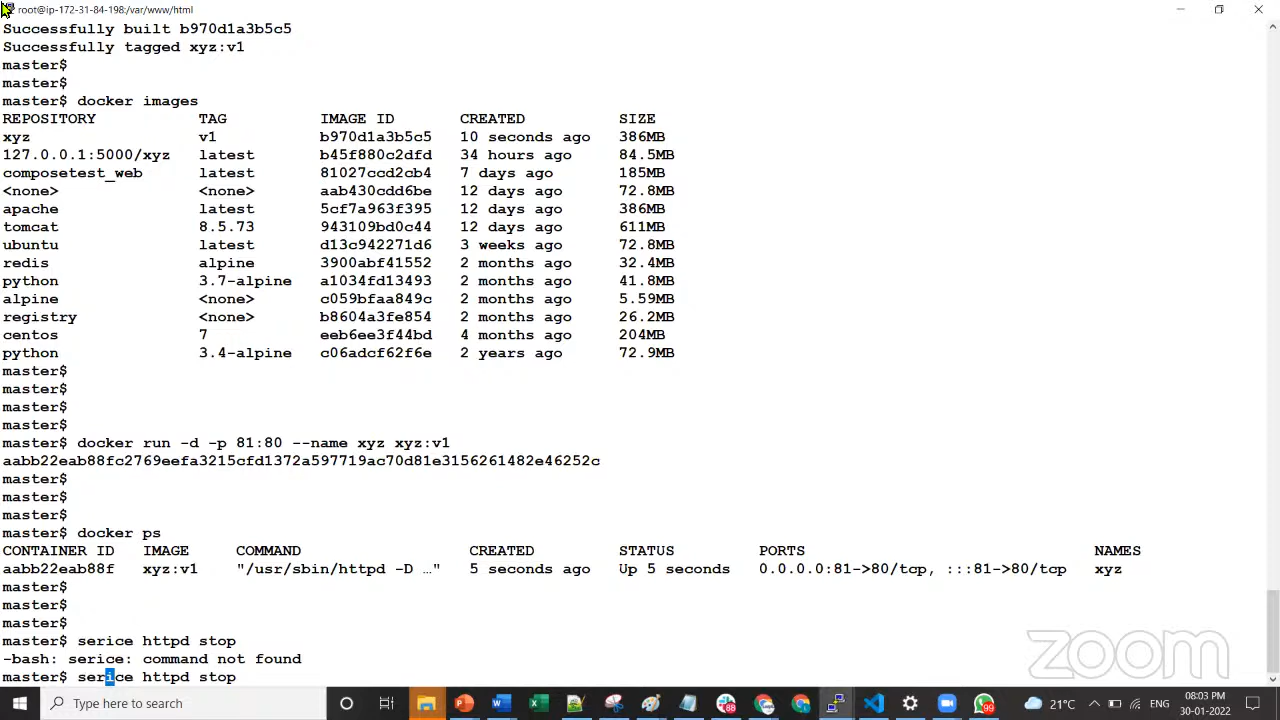 root@ip-172-31-84-198:/var/www/html
Successfully built b970d1a3b5c5
Successfully tagged xyz:v1
master$
master$
master$ docker images
REPOSITORY TAG IMAGE ID CREATED SIZE
xyz v1 b970d1a3b5c5 10 seconds ago 386MB
127.0.0.1:5000/xyz latest b45f880c2dfd 34 hours ago 84.5MB
composetest_web latest 81027ccd2cb4 7 days ago 185MB
<none> <none> aab430cdd6be 12 days ago 72.8MB
apache latest 5cf7a963f395 12 days ago 386MB
tomcat 8.5.73 943109bd0c44 12 days ago 611MB
ubuntu latest d13c942271d6 3 weeks ago 72.8MB
redis alpine 3900abf41552 2 months ago 32.4MB
python 3.7-alpine a1034fd13493 2 months ago 41.8MB
alpine <none> c059bfaa849c 2 months ago 5.59MB
registry <none> b8604a3fe854 2 months ago 26.2MB
centos 7 eeb6ee3f44bd 4 months ago 204MB
python 3.4-alpine c06adcf62f6e 2 years ago 72.9MB
master$
master$
master$
master$
master$ docker run -d -p 81:80 --name xyz xyz:v1
aabb22eab88fc2769eefa3215cfd1372a597719ac70d81e3156261482e46252c
master$
master$
master$
master$ docker ps
CONTAINER ID IMAGE COMMAND CREATED STATUS PORTS NAMES
aabb22eab88f xyz:v1 "/usr/sbin/httpd -D …" 5 seconds ago Up 5 seconds 0.0.0.0:81->80/tcp, :::81->80/tcp xyz
master$
master$
master$
master$ serice httpd stop
-bash: serice: command not found
master$ serice httpd stop
zoom
Type here to search
88
99
21°C
ENG
08:03 PM
30-01-2022